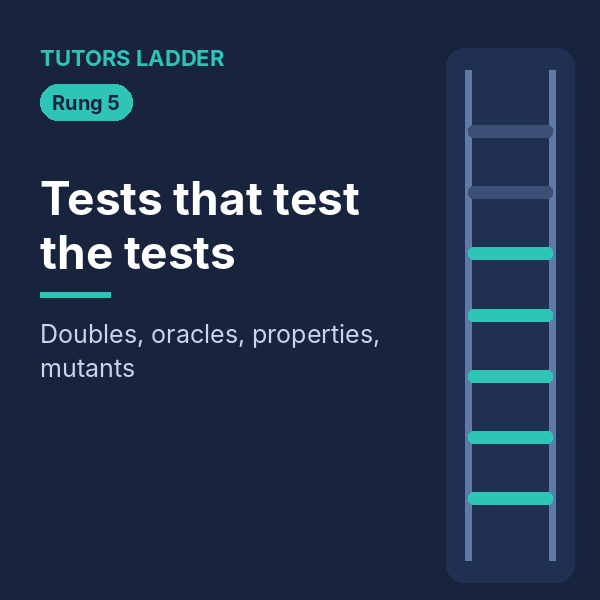 TUTORS LADDER
Rung 5
Tests that test
the tests
Doubles, oracles, properties,
mutants